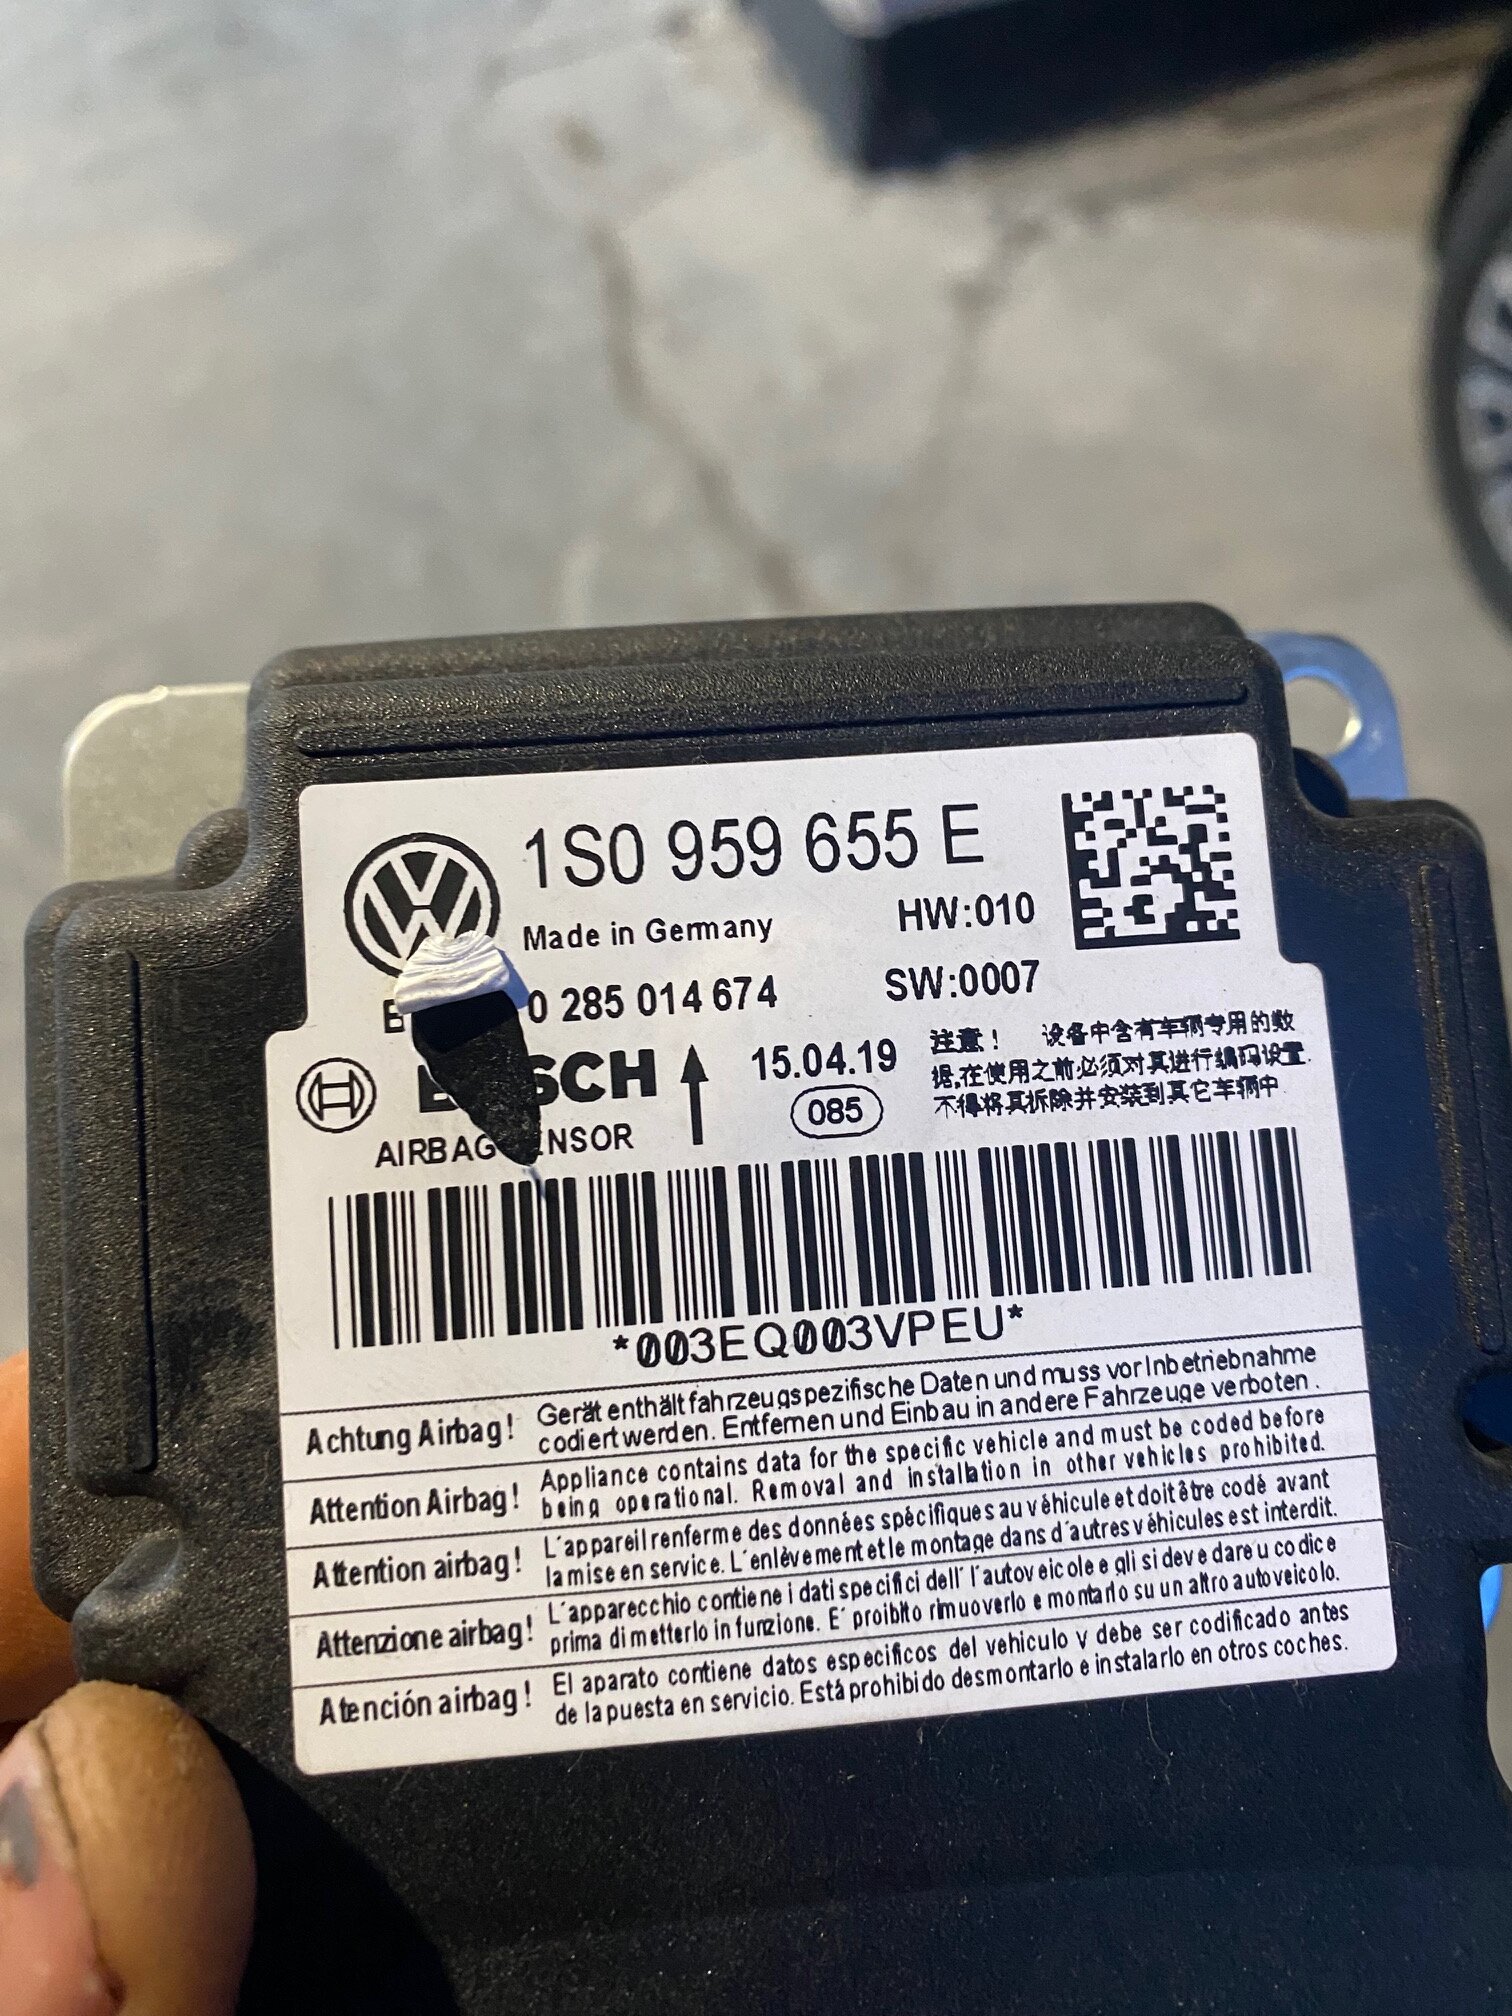 1S0 959 655 E
Made in Germany HW:010
0 285 014 674 SW:0007
15.04.19
085
注意! 设备中含有车辆专用的数
据,在使用之前必须对其进行编码设置.
不得将其拆除并安装到其它车辆中.
*003EQ003VPEU*
Achtung Airbag!
Gerät enthält fahrzeugspezifische Daten und muss vor Inbetriebnahme
codiert werden. Entfernen und Einbau in andere Fahrzeuge verboten.
Attention Airbag!
Appliance contains data for the specific vehicle and must be coded before
being operational. Removal and installation in other vehicles prohibited.
Attention airbag!
L´appareil renferme des données spécifiques au véhicule et doit être codé avant
la mise en service. L´enlèvement et le montage dans d´autres véhicules est interdit.
Attenzione airbag!
L´apparecchio contiene i dati specifici dell´ l´autoveicolo e gli si deve dare u codice
prima di metterlo in funzione. E´ proibito rimuoverlo e montarlo su un altro autoveicolo.
Atención airbag!
El aparato contiene datos especificos del vehiculo y debe ser codificado antes
de la puesta en servicio. Está prohibido desmontarlo e instalarlo en otros coches.